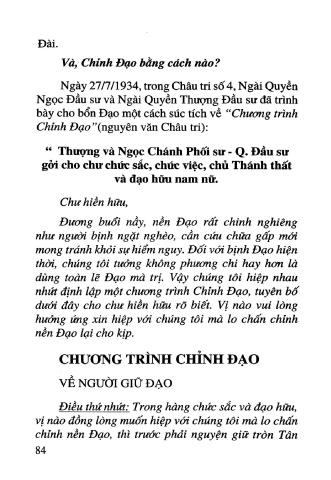 Đài.
Và, Chỉnh Đạo bằng cách nào?
Ngày 27/7/1934, trong Châu tri số 4, Ngài Quyền
Ngọc Đầu sư và Ngài Quyền Thượng Đầu sư đã trình
bày cho bổn Đạo một cách súc tích về “Chương trình
Chỉnh Đạo”(nguyên văn Châu tri):
“ Thượng và Ngọc Chánh Phối sư - Q. Đầu sư
gởi cho chư chức sắc, chức việc, chủ Thánh thất
và đạo hữu nam nữ.
Chư hiền hữu,
Đương buổi nầy, nền Đạo rất chinh nghiêng
như người bịnh ngặt nghèo, cần cứu chữa gấp mới
mong tránh khỏi sự hiểm nguy. Đối với bịnh Đạo hiện
thời, chúng tôi tưởng không phương chi hay hơn là
dùng toàn lẽ Đạo mà trị. Vậy chúng tôi hiệp nhau
nhứt định lập một chương trình Chỉnh Đạo, tuyên bố
dưới đây cho chư hiền hữu rõ biết. Vị nào vui lòng
hưởng ứng xin hiệp với chúng tôi mà lo chấn chỉnh
nền Đạo lại cho kịp.
CHƯƠNG TRÌNH CHỈNH ĐẠO
VỀ NGƯỜI GIỮ ĐẠO
Điều thứ nhứt: Trong hàng chức sắc và đạo hữu,
vị nào đồng lòng muốn hiệp với chúng tôi mà lo chấn
chỉnh nền Đạo, thì trước phải nguyện giữ tròn Tân
84